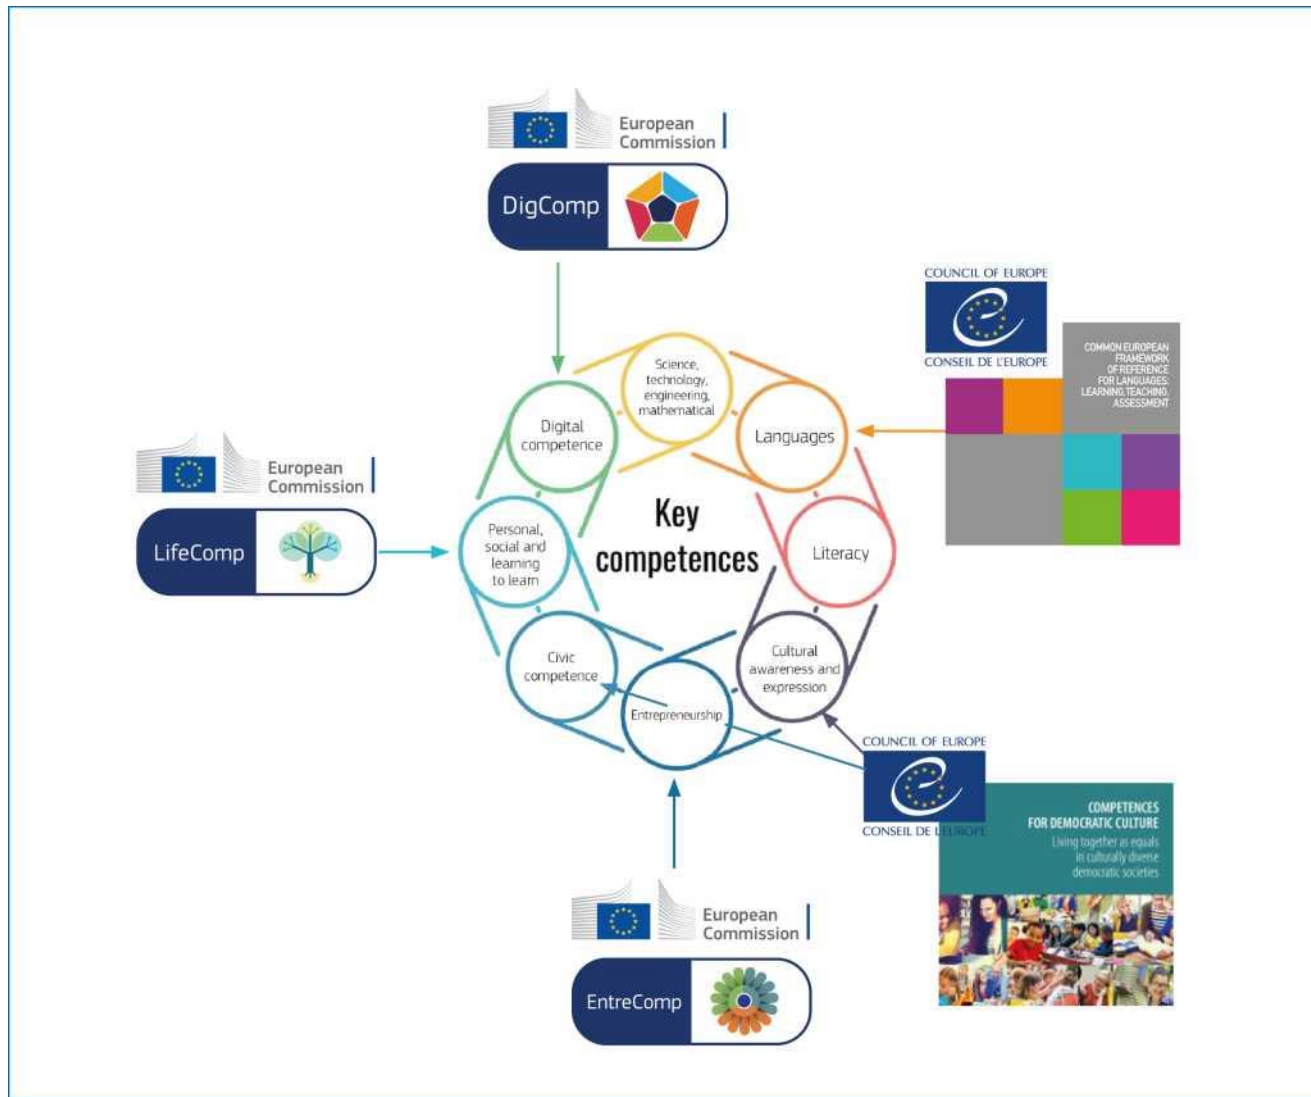 European
Commission
DigComp
COUNCIL OF EUROPE
CONSEIL DE L'EUROPE
COMMON EUROPEAN
FRAMEWORK
OF REFERENCE
FOR LANGUAGES:
LEARNING, TEACHING,
ASSESSMENT
Science,
technology,
engineering,
mathematical
Digital
competence
Languages
European
Commission
LifeComp
Personal,
social and
learning
to learn
Key
competences
Literacy
Civic
competence
Entrepreneurship
Cultural
awareness and
expression
COUNCIL OF EUROPE
CONSEIL DE L'EUROPE
COMPETENCES
FOR DEMOCRATIC CULTURE
Living together as equals
in culturally diverse
democratic societies
European
Commission
EntreComp